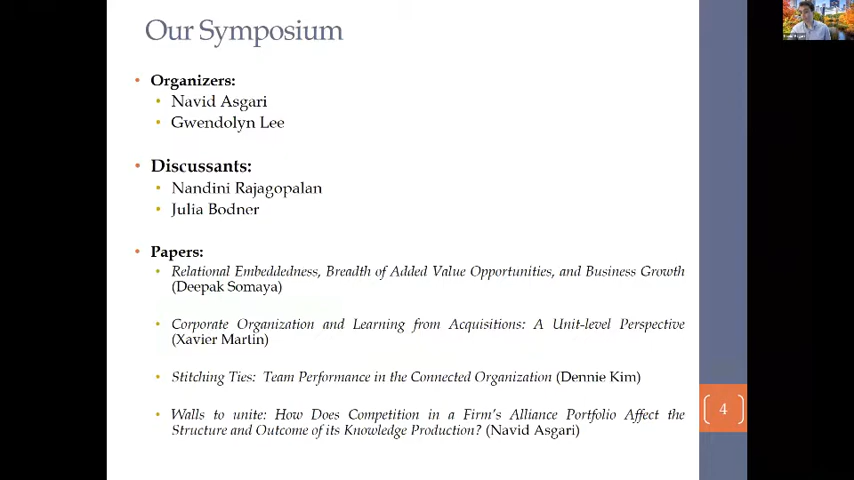 Our Symposium
• Organizers:
• Navid Asgari
• Gwendolyn Lee
• Discussants:
• Nandini Rajagopalan
• Julia Bodner
• Papers:
• Relational Embeddedness, Breadth of Added Value Opportunities, and Business Growth
(Deepak Somaya)
• Corporate Organization and Learning from Acquisitions: A Unit-level Perspective
(Xavier Martin)
• Stitching Ties: Team Performance in the Connected Organization (Dennie Kim)
• Walls to unite: How Does Competition in a Firm's Alliance Portfolio Affect the
Structure and Outcome of its Knowledge Production? (Navid Asgari)
4